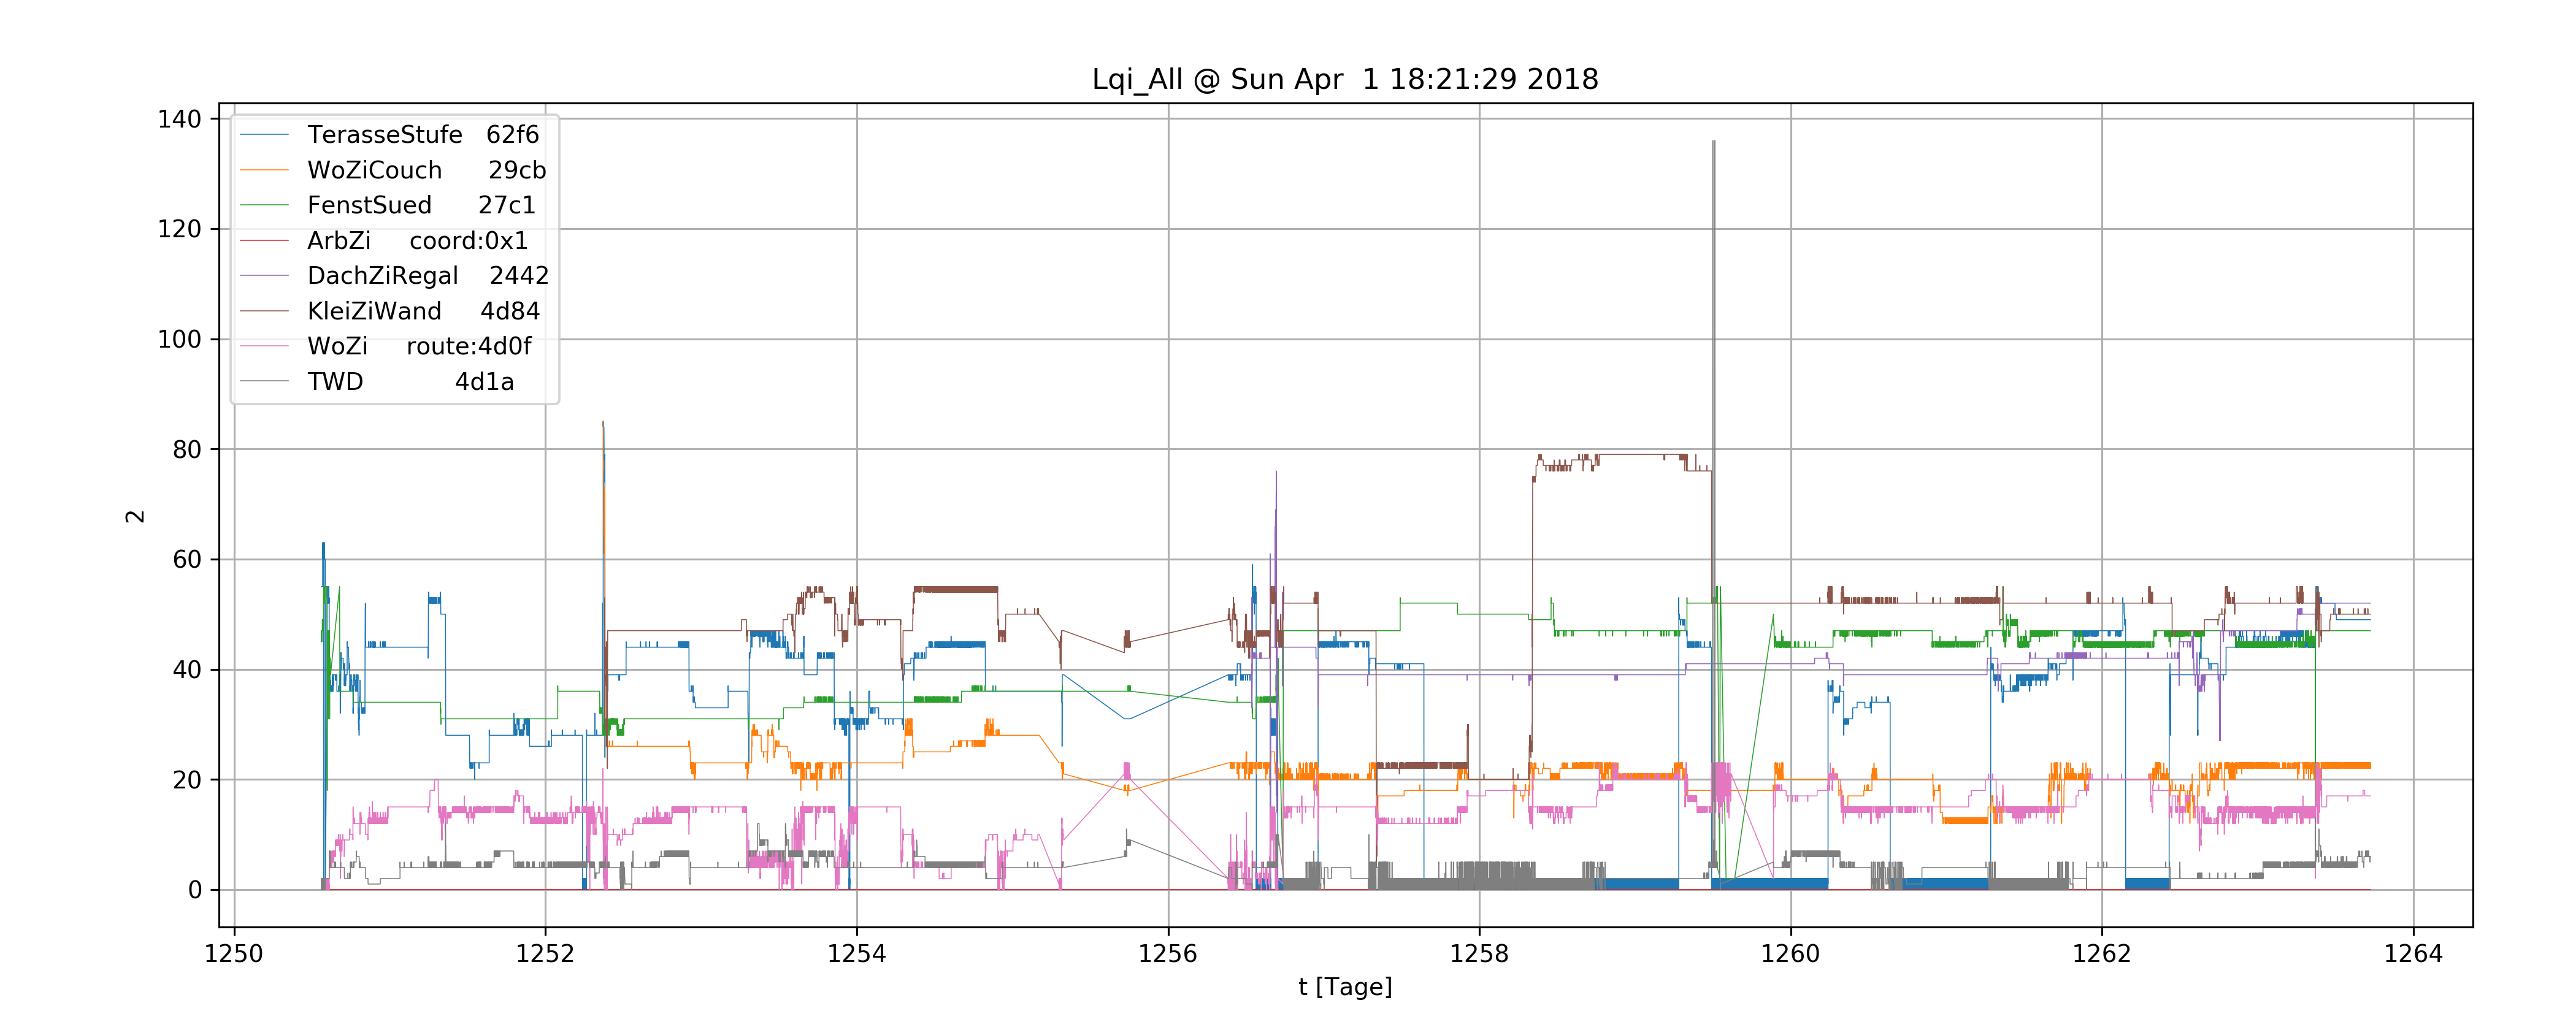 Lqi_All @ Sun Apr  1 18:21:29 2018
140
120
100
80
60
40
20
0
2
TerasseStufe   62f6
WoZiCouch      29cb
FenstSued      27c1
ArbZi     coord:0x1
DachZiRegal    2442
KleiZiWand     4d84
WoZi     route:4d0f
TWD            4d1a
1250 1252 1254 1256 1258 1260 1262 1264
t [Tage]